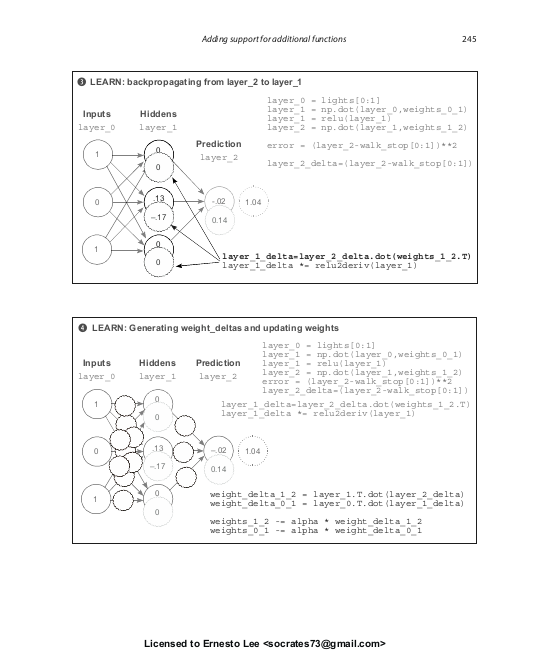 Adding support for additional functions 245
❸ LEARN: backpropagating from layer_2 to layer_1
layer_0 = lights[0:1]
layer_1 = np.dot(layer_0,weights_0_1)
layer_1 = relu(layer_1)
layer_2 = np.dot(layer_1,weights_1_2)
error = (layer_2-walk_stop[0:1])**2
layer_2_delta=(layer_2-walk_stop[0:1])
Inputs Hiddens
layer_0 layer_1
Prediction
layer_2
0
1
0
.13
0 -.02 1.04
-.17
0.14
0
1
0
layer_1_delta=layer_2_delta.dot(weights_1_2.T)
layer_1_delta *= relu2deriv(layer_1)
❹ LEARN: Generating weight_deltas and updating weights
layer_0 = lights[0:1]
layer_1 = np.dot(layer_0,weights_0_1)
layer_1 = relu(layer_1)
layer_2 = np.dot(layer_1,weights_1_2)
error = (layer_2-walk_stop[0:1])**2
layer_2_delta=(layer_2-walk_stop[0:1])
layer_1_delta=layer_2_delta.dot(weights_1_2.T)
layer_1_delta *= relu2deriv(layer_1)
Inputs Hiddens Prediction
layer_0 layer_1 layer_2
0
1
0
.13
0 -.02 1.04
-.17
0.14
0
1
0
weight_delta_1_2 = layer_1.T.dot(layer_2_delta)
weight_delta_0_1 = layer_0.T.dot(layer_1_delta)
weights_1_2 -= alpha * weight_delta_1_2
weights_0_1 -= alpha * weight_delta_0_1
Licensed to Ernesto Lee <socrates73@gmail.com>